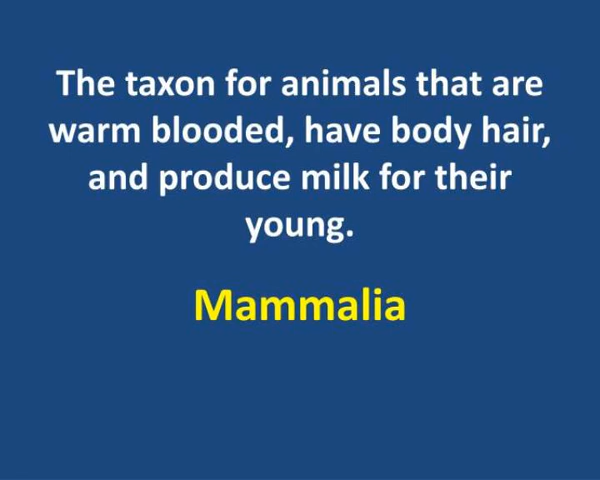 The taxon for animals that are
warm blooded, have body hair,
and produce milk for their
young.
Mammalia